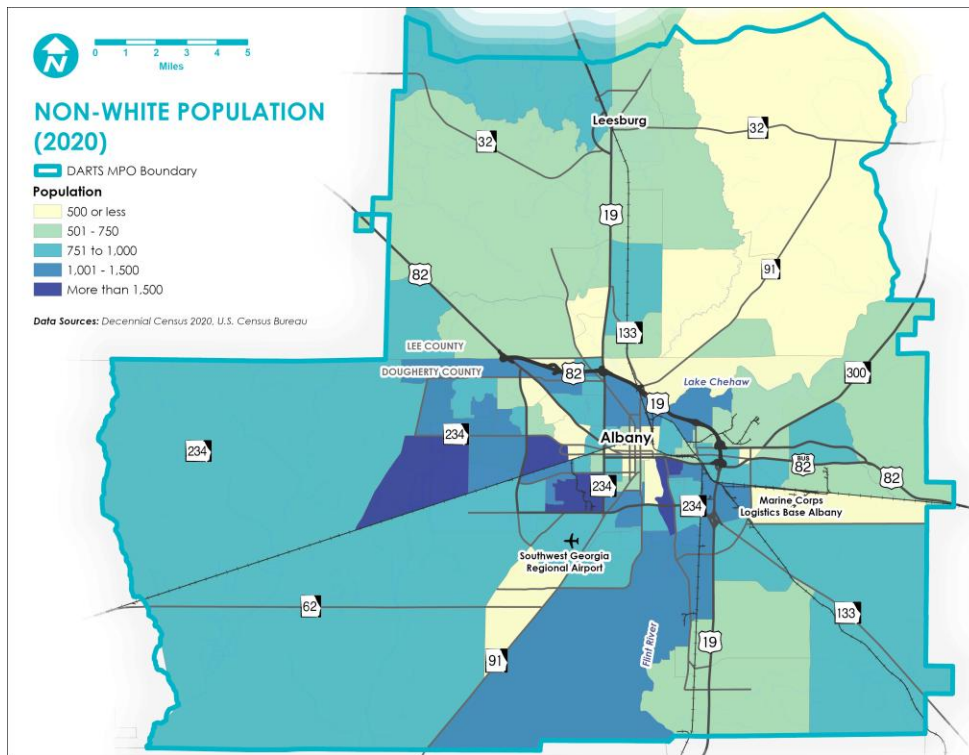 0 1 2 3 4 5
Miles
N
NON-WHITE POPULATION
(2020)
DARTS MPO Boundary
Population
500 or less
501 - 750
751 to 1,000
1,001 - 1,500
More than 1,500
Data Sources: Decennial Census 2020, U.S. Census Bureau
Leesburg
32
32
19
82
91
133
LEE COUNTY
DOUGHERTY COUNTY
82
300
Lake Chehaw
19
234
234
Albany
BUS
82
82
234
234
Marine Corps
Logistics Base Albany
Southwest Georgia
Regional Airport
62
133
Flint River
19
91